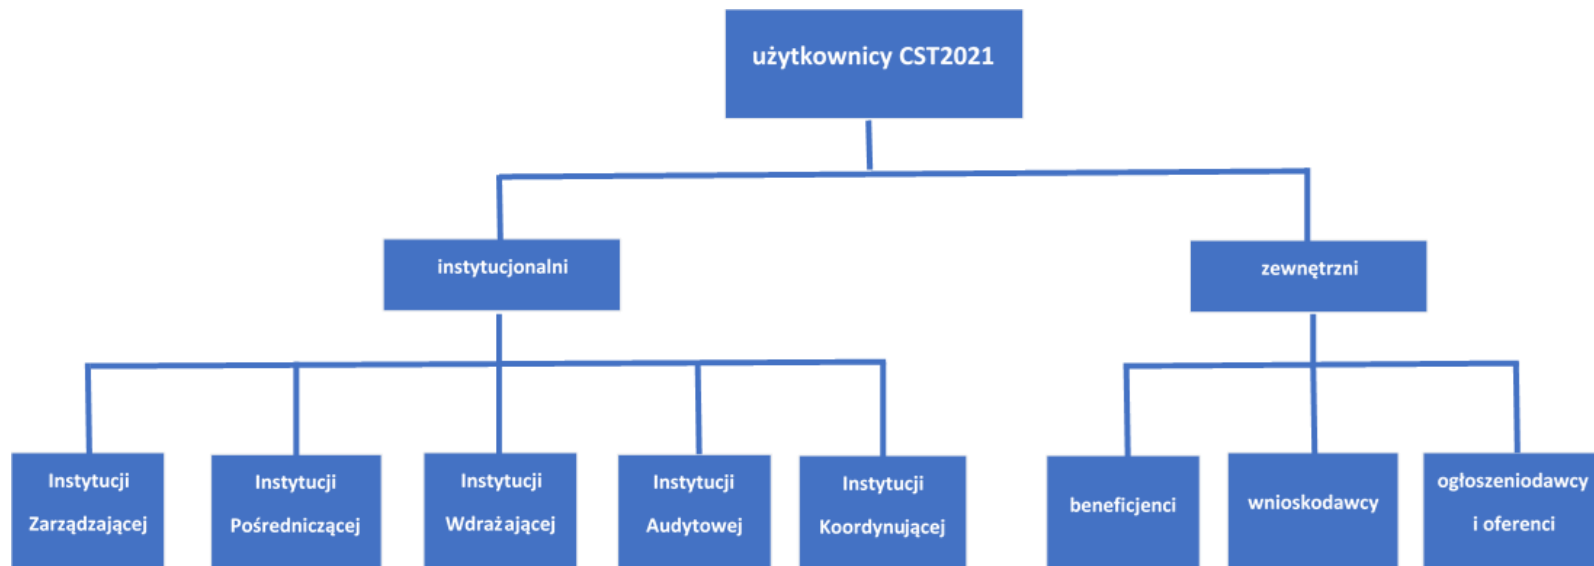 użytkownicy CST2021
instytucjonalni
zewnętrzni
Instytucji
Zarządzającej
Instytucji
Pośredniczącej
Instytucji
Wdrażającej
Instytucji
Audytowej
Instytucji
Koordynującej
beneficjenci
wnioskodawcy
ogłoszeniodawcy
i oferenci